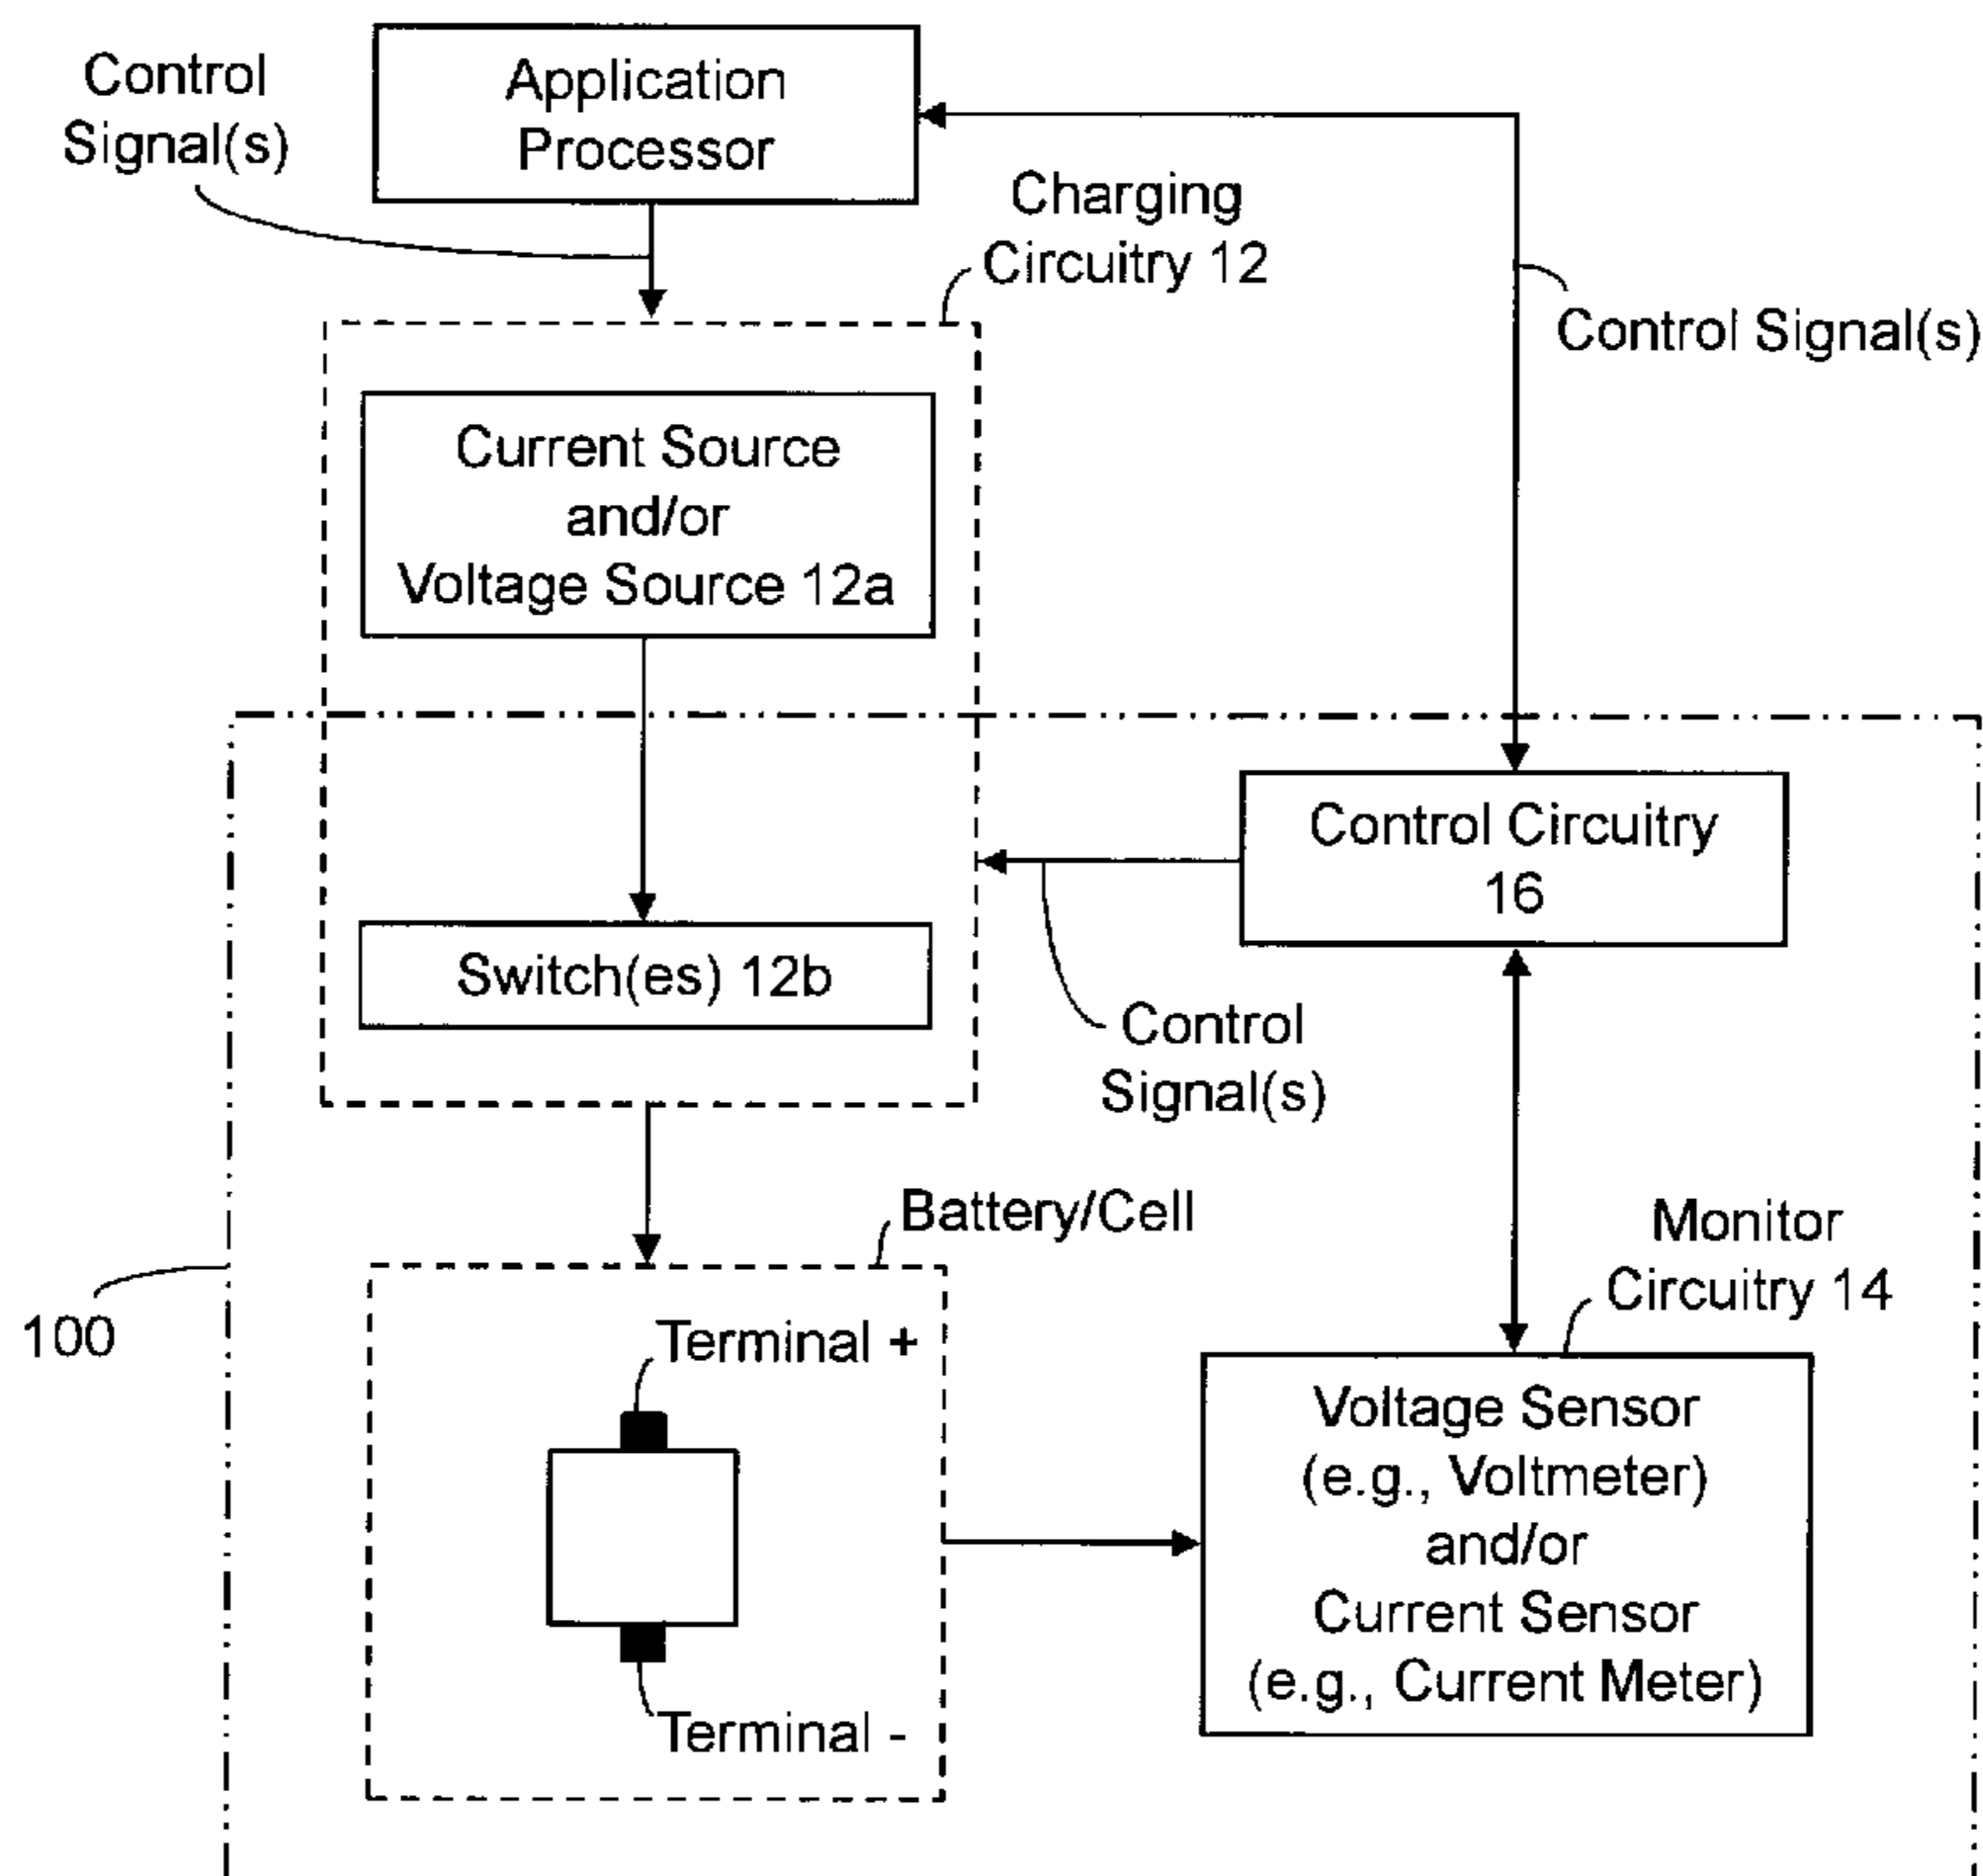 Control
Signal(s)
Application
Processor
Charging
Circuitry 12
Control Signal(s)
Current Source
and/or
Voltage Source 12a
Control Circuitry
16
Switch(es) 12b
Control
Signal(s)
Battery/Cell
Monitor
Circuitry 14
100
Terminal +
Terminal -
Voltage Sensor
(e.g., Voltmeter)
and/or
Current Sensor
(e.g., Current Meter)